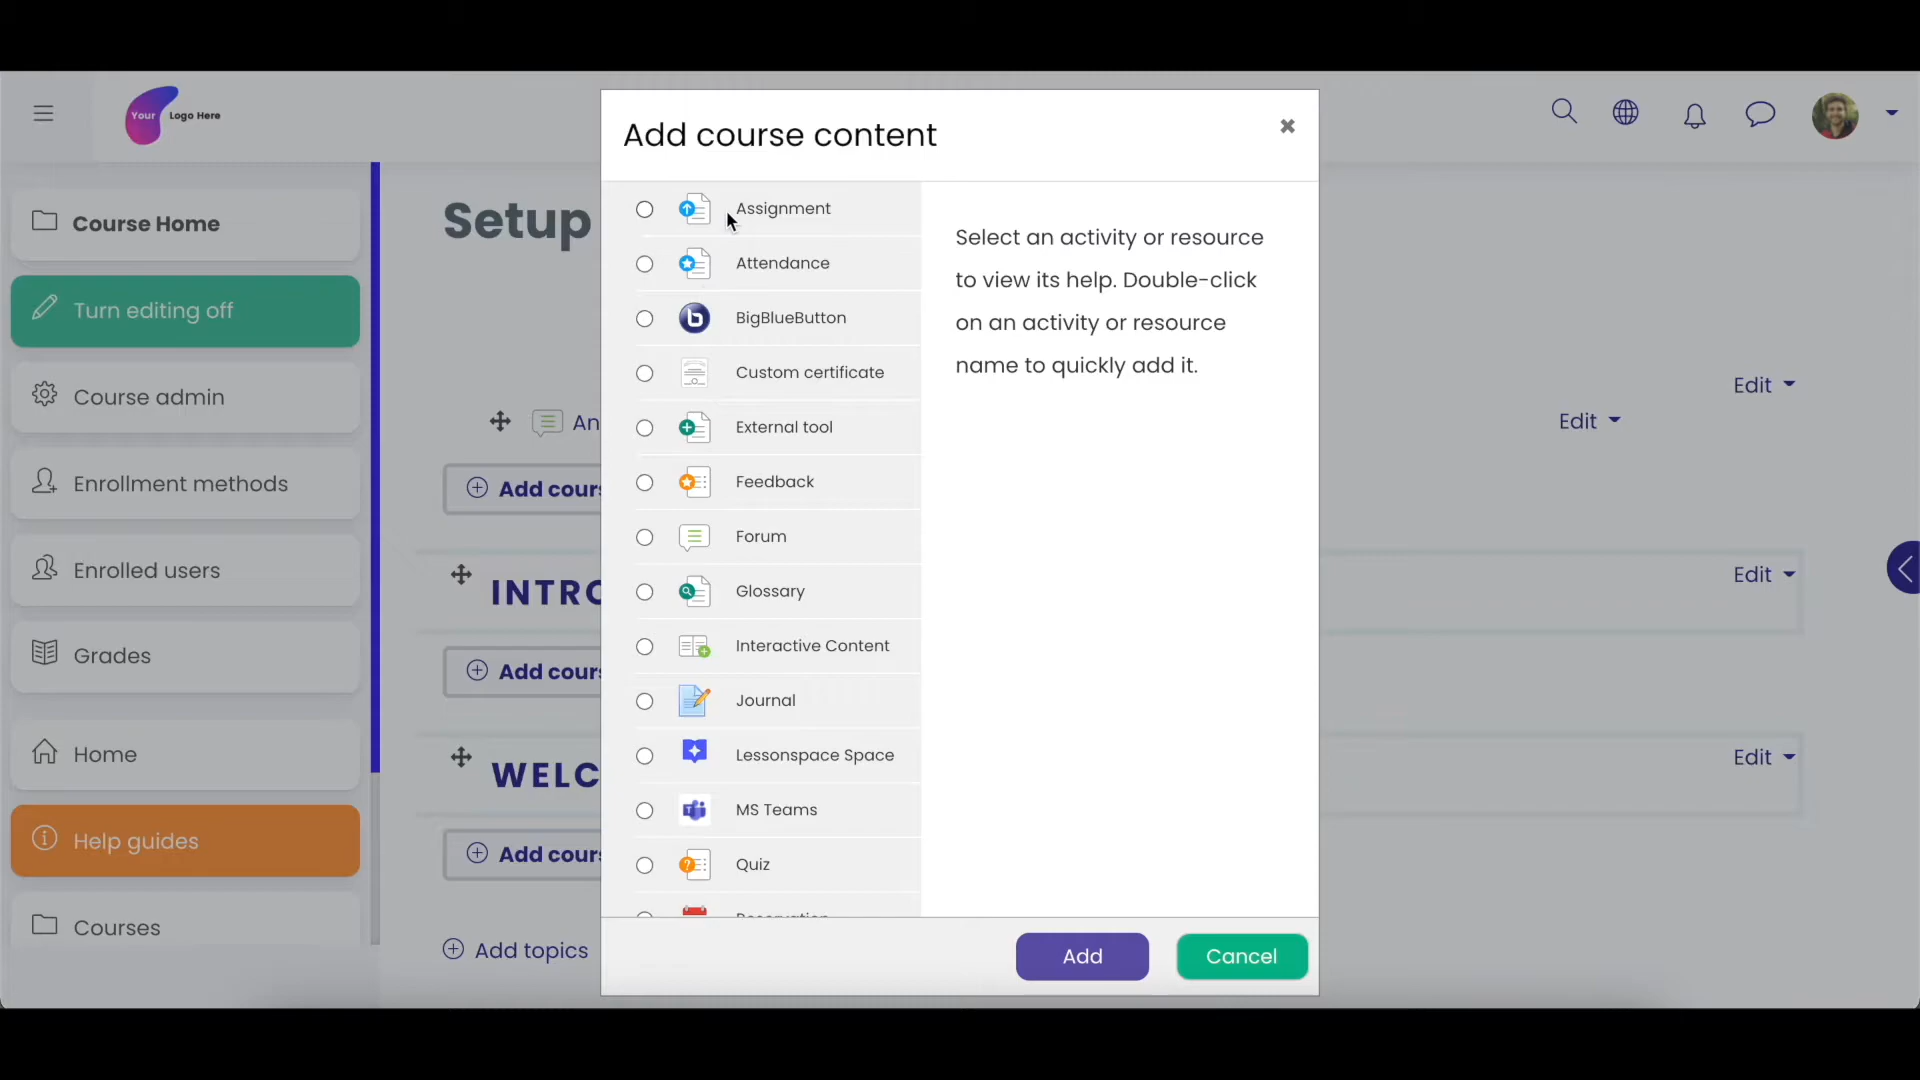 Your Logo Here
Course Home
Turn editing off
Course admin
Enrollment methods
Enrolled users
Grades
Home
Help guides
Courses
Setup
Edit
An
Edit
Add cours
INTRO
Edit
Add cours
WELC
Edit
Add cours
Add topics
Add course content
Assignment
Attendance
BigBlueButton
Custom certificate
External tool
Feedback
Forum
Glossary
Interactive Content
Journal
Lessonspace Space
MS Teams
Quiz
Select an activity or resource
to view its help. Double-click
on an activity or resource
name to quickly add it.
Add
Cancel